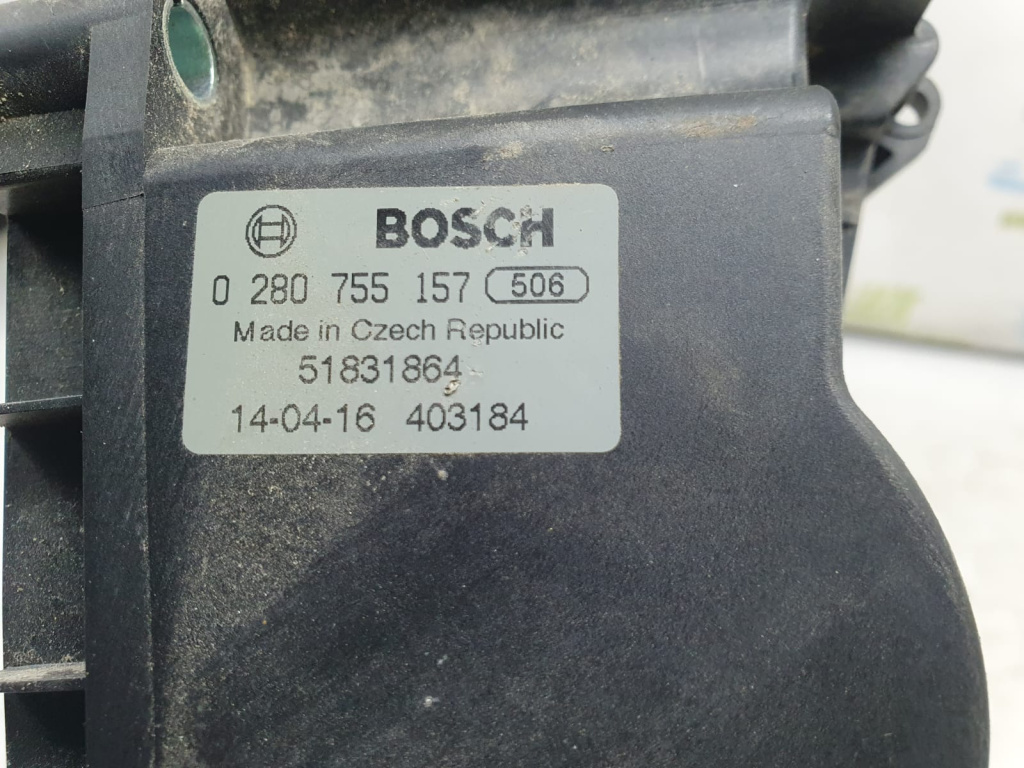 BOSCH
0 280 755 157 506
Made in Czech Republic
51831864
14-04-16 403184